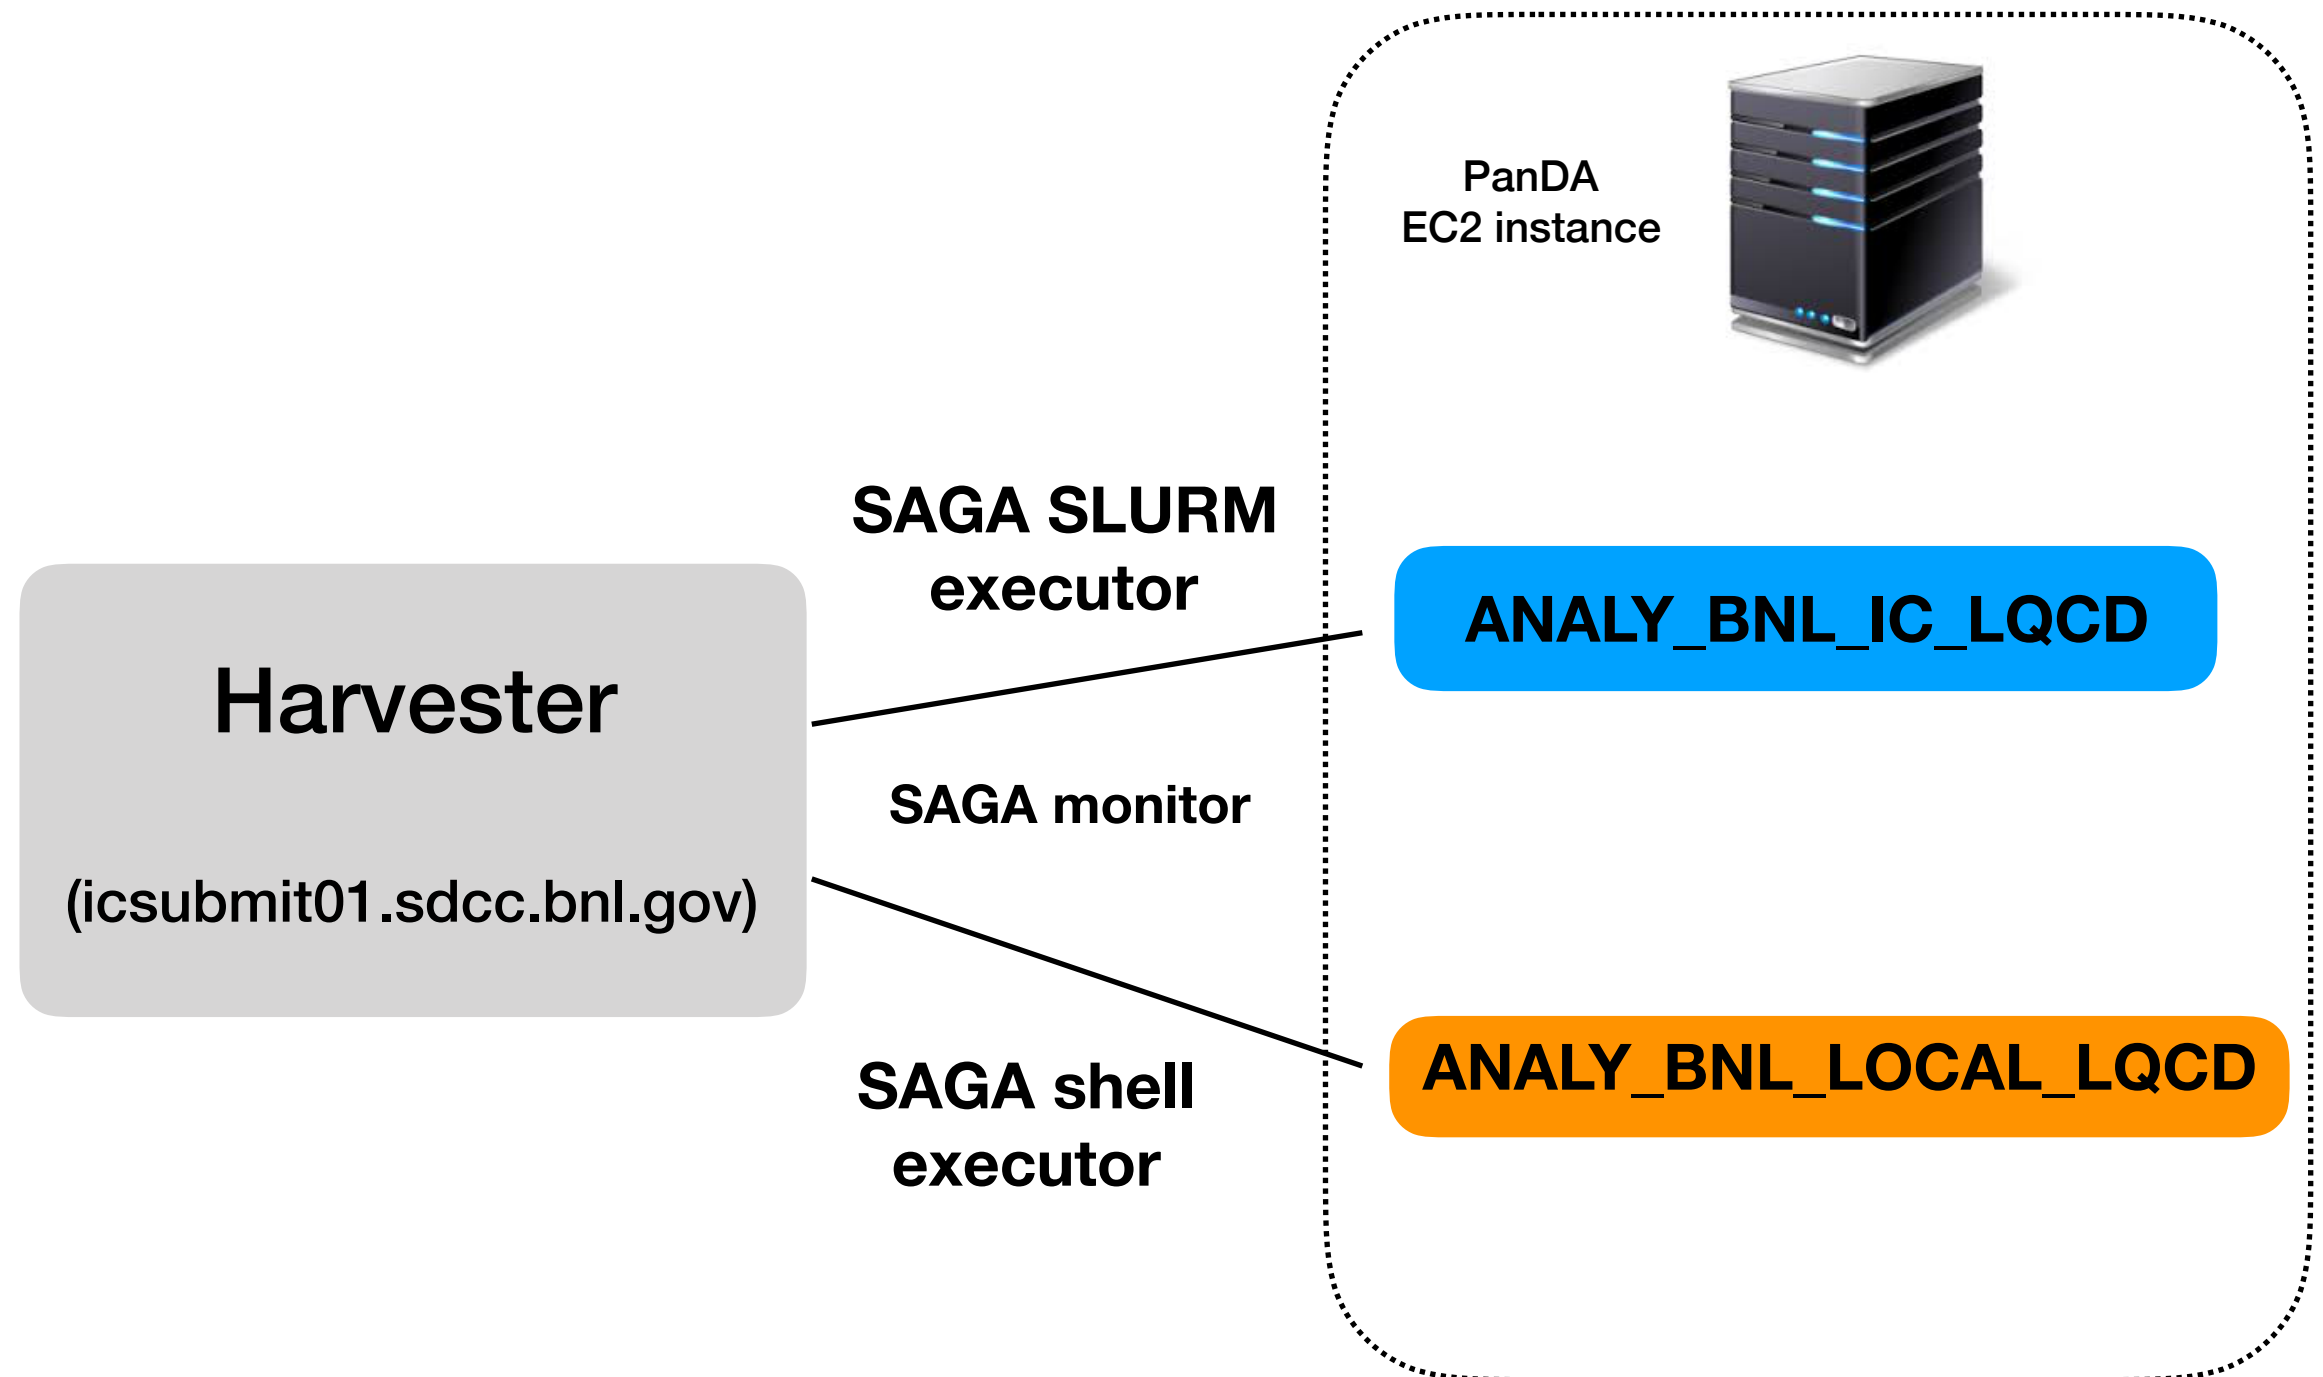 PanDA
EC2 instance
SAGA SLURM
executor
ANALY_BNL_IC_LQCD
Harvester
SAGA monitor
(icsubmit01.sdcc.bnl.gov)
ANALY_BNL_LOCAL_LQCD
SAGA shell
executor